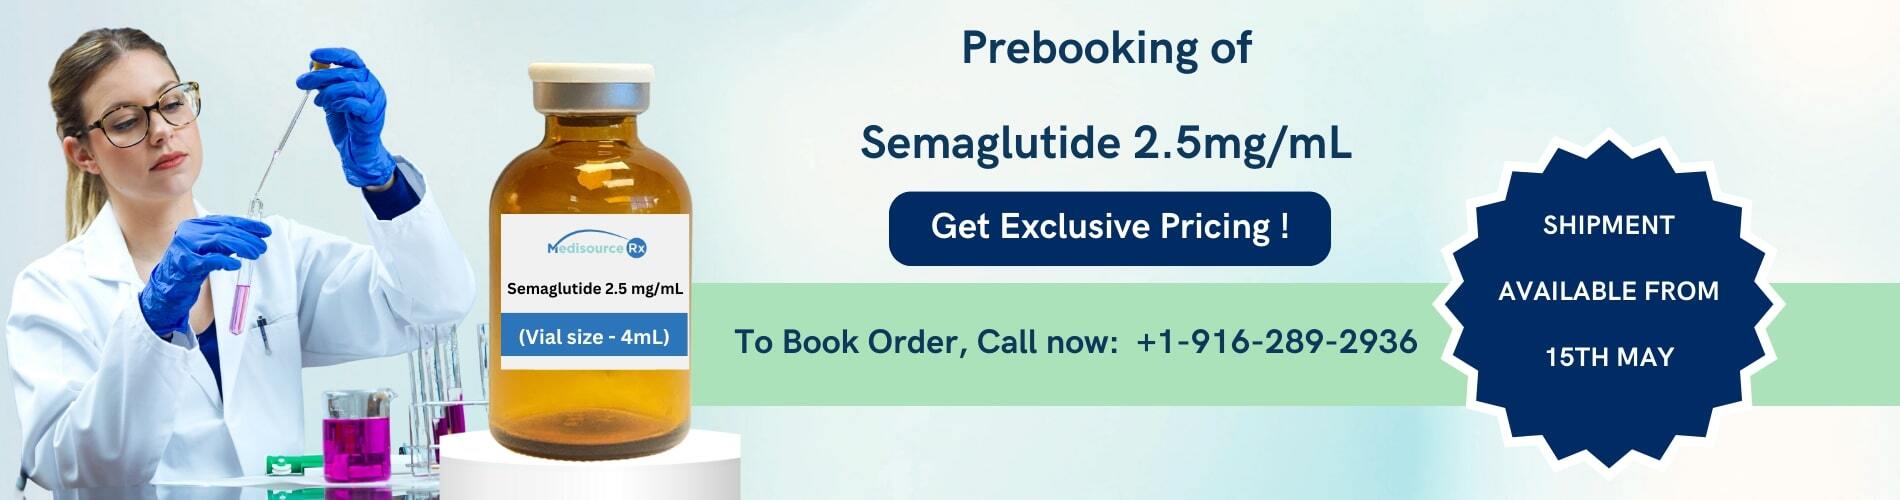 Prebooking of
Semaglutide 2.5mg/mL
Get Exclusive Pricing !
To Book Order, Call now: +1-916-289-2936
SHIPMENT
AVAILABLE FROM
15TH MAY
Medisource Rx
Semaglutide 2.5 mg/mL
(Vial size - 4mL)